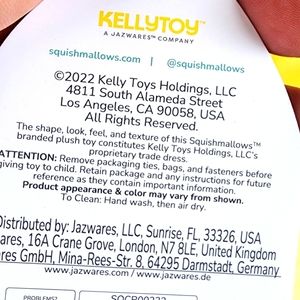 KELLYTOY™
A JAZWARES™ COMPANY
squishmallows.com | @squishmallows
©2022 Kelly Toys Holdings, LLC
4811 South Alameda Street
Los Angeles, CA 90058, USA
All Rights Reserved.
The shape, look, feel, and texture of this Squishmallows™
branded plush toy constitutes Kelly Toys Holdings, LLC's
proprietary trade dress.
ATTENTION: Remove packaging ties, bags, and fasteners before
giving toy to child. Retain package and any instructions for future
reference as they contain important information.
Product appearance & color may vary from shown.
To Clean: Hand wash, then air dry.
Distributed by: Jazwares, LLC, Sunrise, FL, 33326, USA
ares, 16A Crane Grove, London, N7 8LE, United Kingdom
res GmbH, Mina-Rees-Str. 8, 64295 Darmstadt, Germany
www.jazwares.com / www.jazwares.de
PROBLEMS?